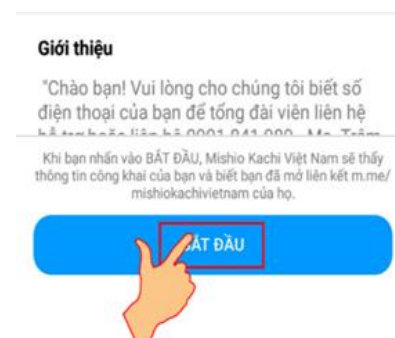 Giới thiệu
"Chào bạn! Vui lòng cho chúng tôi biết số
điện thoại của bạn để tổng đài viên liên hệ
Khi bạn nhấn vào BẮT ĐẦU, Mishio Kachi Việt Nam sẽ thấy
thông tin công khai của bạn và biết bạn đã mở liên kết m.me/
mishiokachivietnam của họ.
BẮT ĐẦU